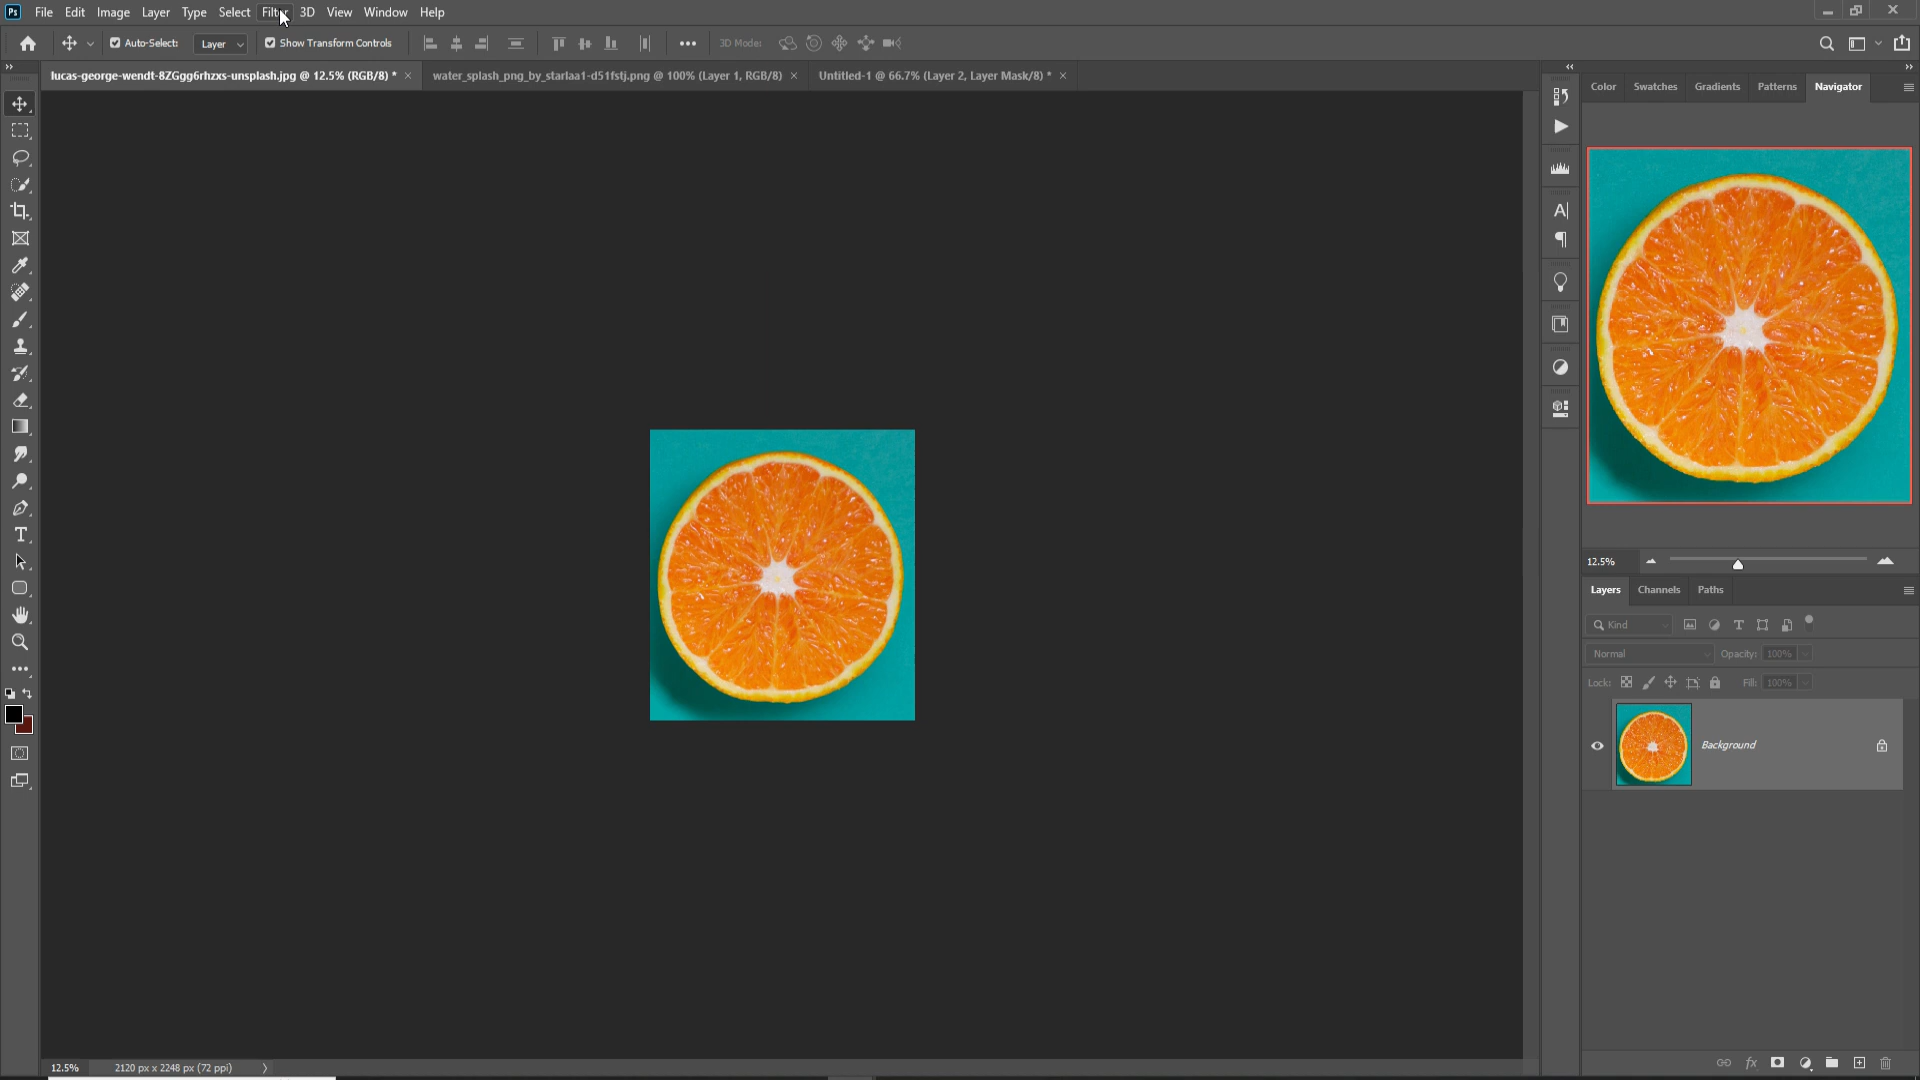 Ps File Edit Image Layer Type Select Filter 3D View Window Help
Auto-Select: Layer Show Transform Controls 3D Mode:
lucas-george-wendt-8ZGgg6rhzxs-unsplash.jpg @ 12.5% (RGB/8) * × water_splash_png_by_starlaa1-d51fstj.png @ 100% (Layer 1, RGB/8) × Untitled-1 @ 66.7% (Layer 2, Layer Mask/8) * ×
Color Swatches Gradients Patterns Navigator
12.5%
Layers Channels Paths
Kind
Normal Opacity: 100%
Lock: Fill: 100%
Background
12.5% 2120 px x 2248 px (72 ppi)